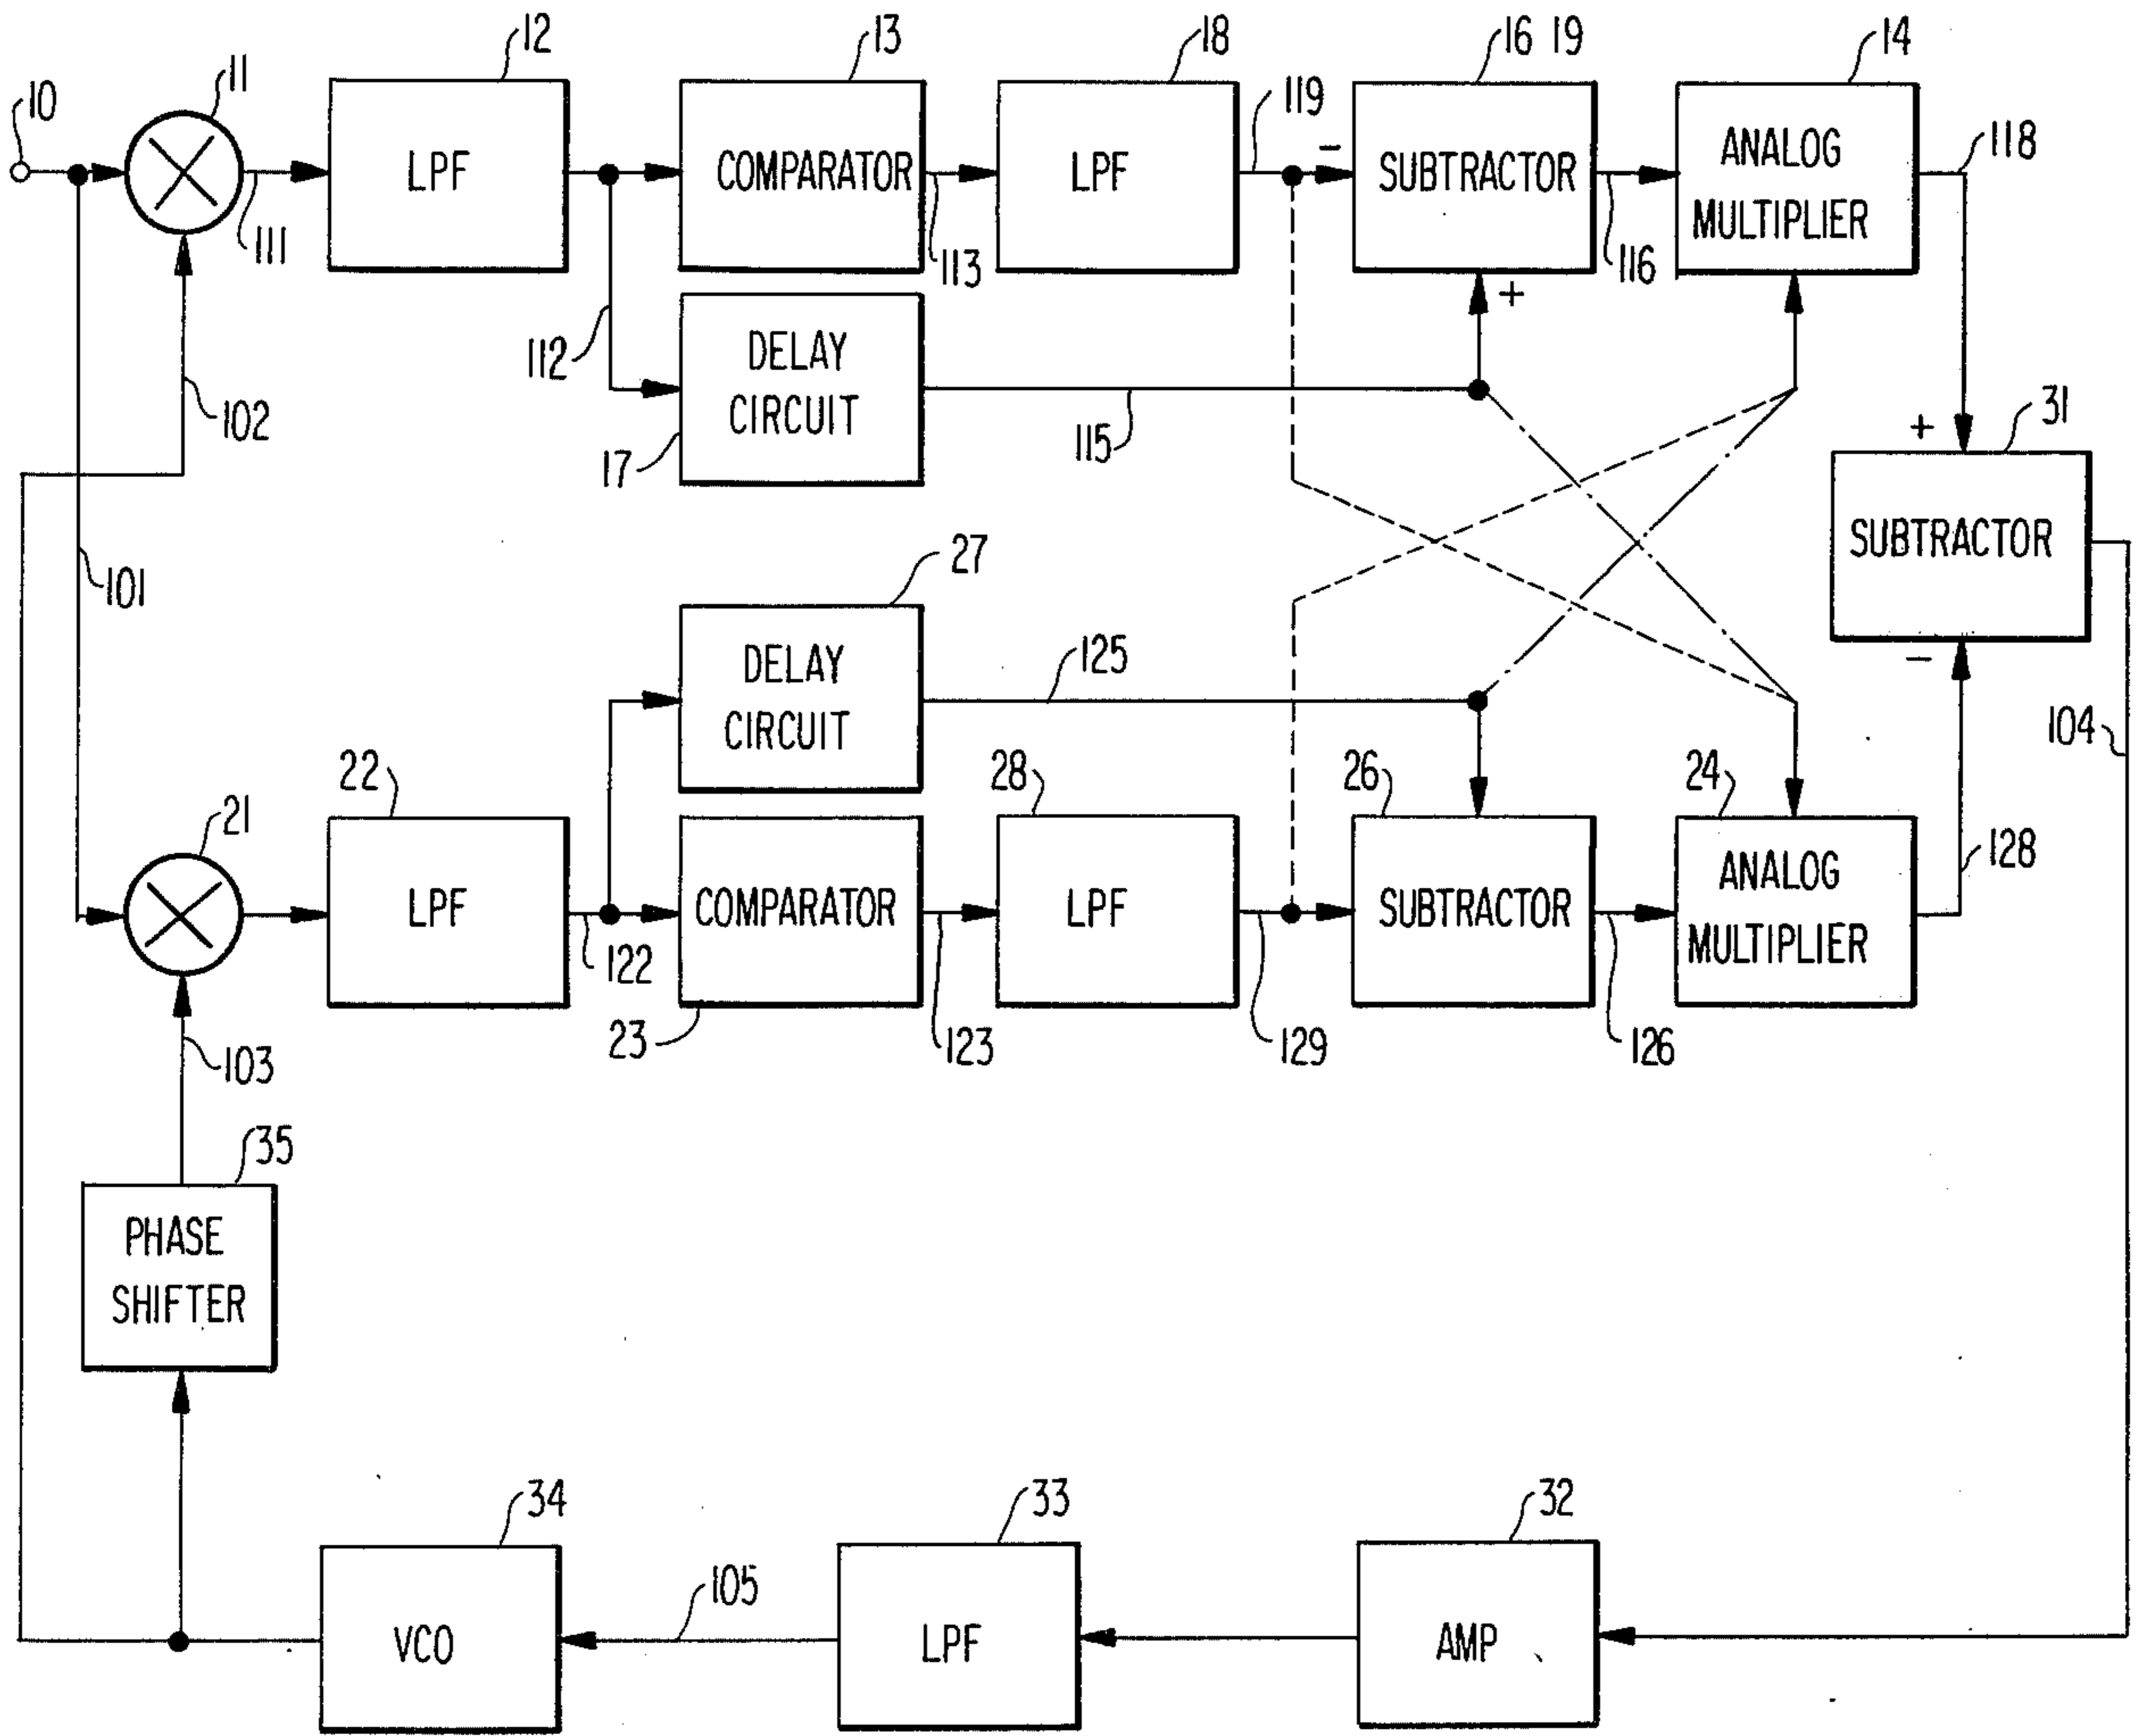 12
13
18
16 19
14
11
10
119
118
LPF
COMPARATOR
LPF
-
SUBTRACTOR
ANALOG
MULTIPLIER
111
113
116
+
112
DELAY
CIRCUIT
102
17
115
31
+
SUBTRACTOR
101
27
DELAY
CIRCUIT
125
-
104
22
28
26
24
21
LPF
COMPARATOR
LPF
SUBTRACTOR
ANALOG
MULTIPLIER
128
122
23
123
129
126
103
35
PHASE
SHIFTER
34
33
32
105
VCO
LPF
AMP